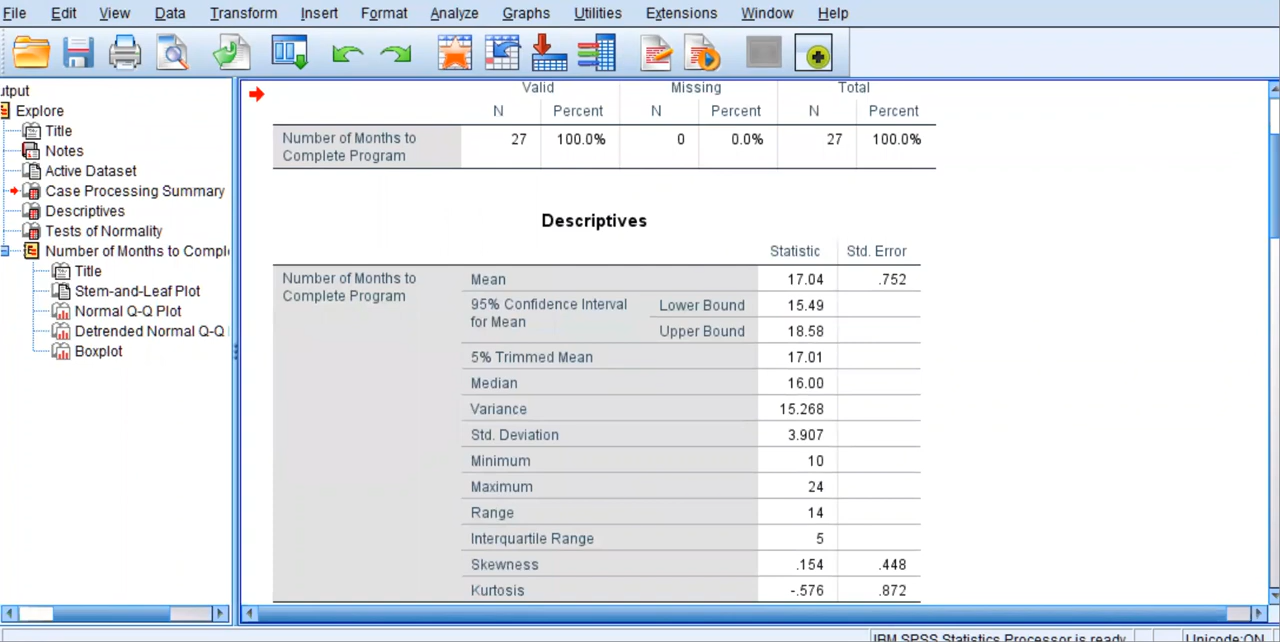 File Edit View Data Transform Insert Format Analyze Graphs Utilities Extensions Window Help
utput
Explore
Title
Notes
Active Dataset
Case Processing Summary
Descriptives
Tests of Normality
Number of Months to Compl
Title
Stem-and-Leaf Plot
Normal Q-Q Plot
Detrended Normal Q-Q
Boxplot
Valid Missing Total
N Percent N Percent N Percent
Number of Months to Complete Program 27 100.0% 0 0.0% 27 100.0%
Descriptives
Statistic Std. Error
Number of Months to Complete Program Mean 17.04 .752
95% Confidence Interval for Mean Lower Bound 15.49
Upper Bound 18.58
5% Trimmed Mean 17.01
Median 16.00
Variance 15.268
Std. Deviation 3.907
Minimum 10
Maximum 24
Range 14
Interquartile Range 5
Skewness .154 .448
Kurtosis -.576 .872
IBM SPSS Statistics Processor is ready Unicode:ON